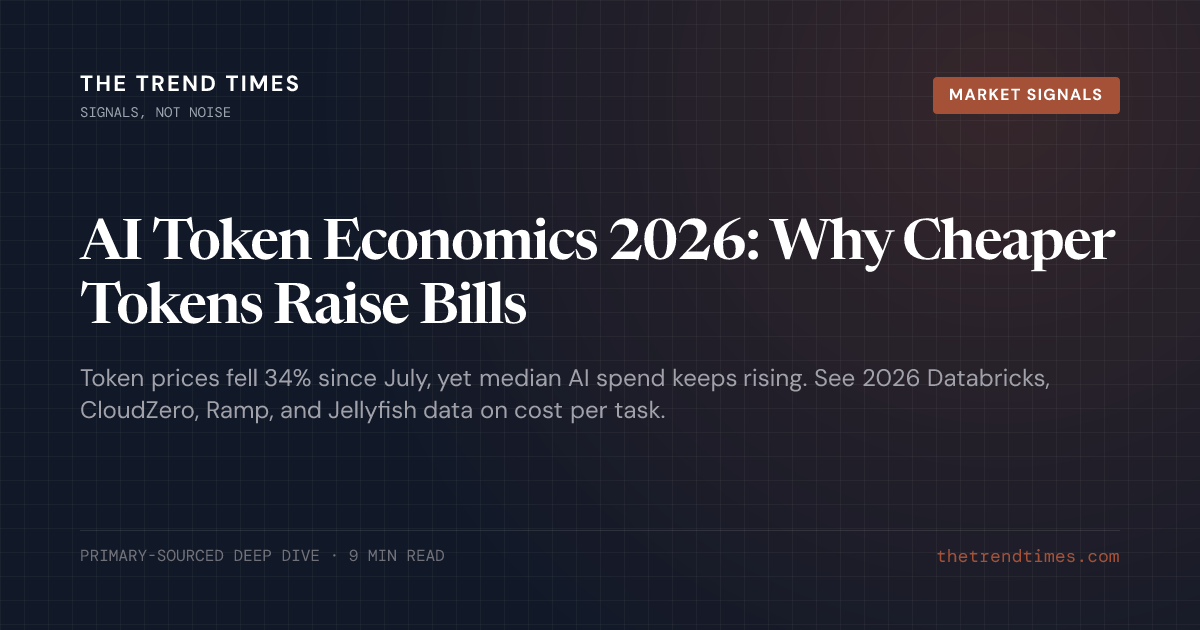 THE TREND TIMES
SIGNALS, NOT NOISE
MARKET SIGNALS
AI Token Economics 2026: Why Cheaper
Tokens Raise Bills
Token prices fell 34% since July, yet median AI spend keeps rising. See 2026 Databricks,
CloudZero, Ramp, and Jellyfish data on cost per task.
PRIMARY-SOURCED DEEP DIVE · 9 MIN READ
thetrendtimes.com